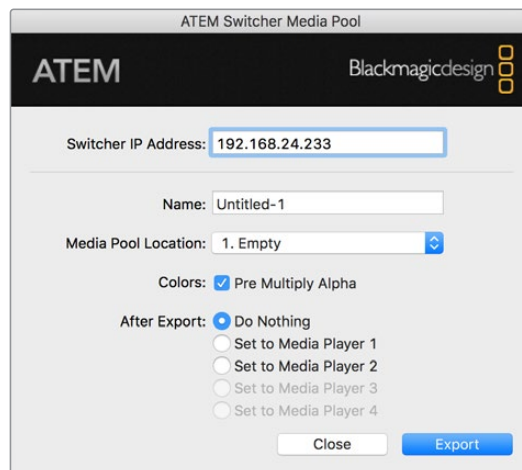 ATEM Switcher Media Pool
ATEM
Blackmagicdesign
Switcher IP Address: 192.168.24.233
Name: Untitled-1
Media Pool Location: 1. Empty
Colors: Pre Multiply Alpha
After Export: Do Nothing
Set to Media Player 1
Set to Media Player 2
Set to Media Player 3
Set to Media Player 4
Close Export